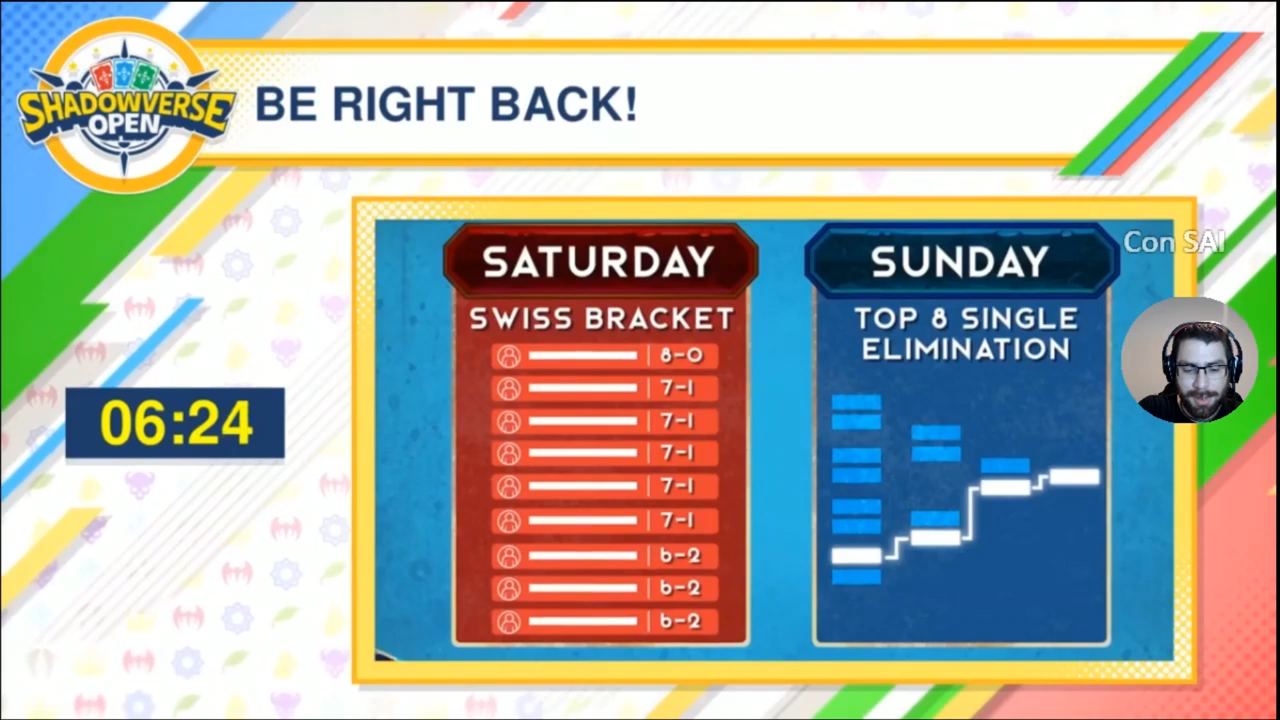 SHADOWVERSE
OPEN
BE RIGHT BACK!
06:24
SATURDAY
SWISS BRACKET
8-0
7-1
7-1
7-1
7-1
7-1
6-2
6-2
6-2
SUNDAY
TOP 8 SINGLE
ELIMINATION
Con SAI